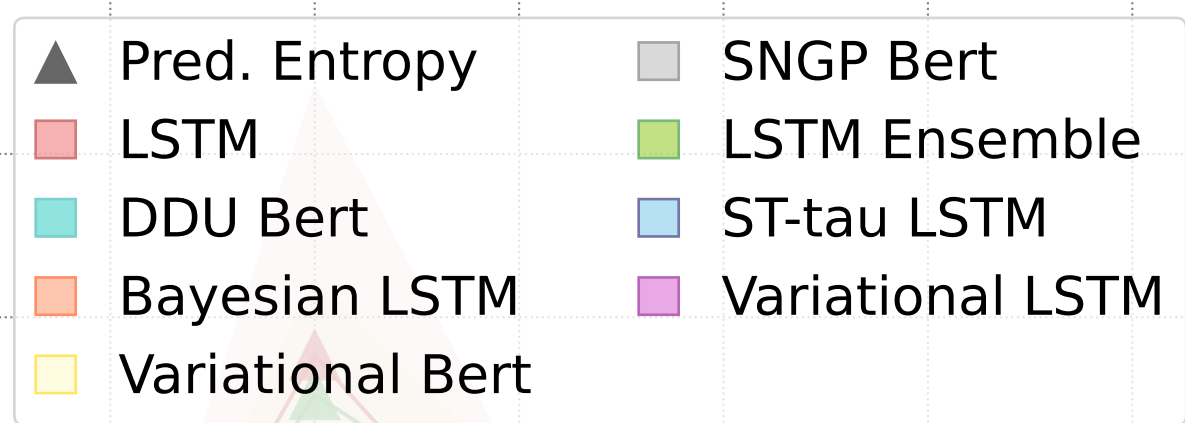 Pred. Entropy
LSTM
DDU Bert
Bayesian LSTM
Variational Bert
SNGP Bert
LSTM Ensemble
ST-tau LSTM
Variational LSTM